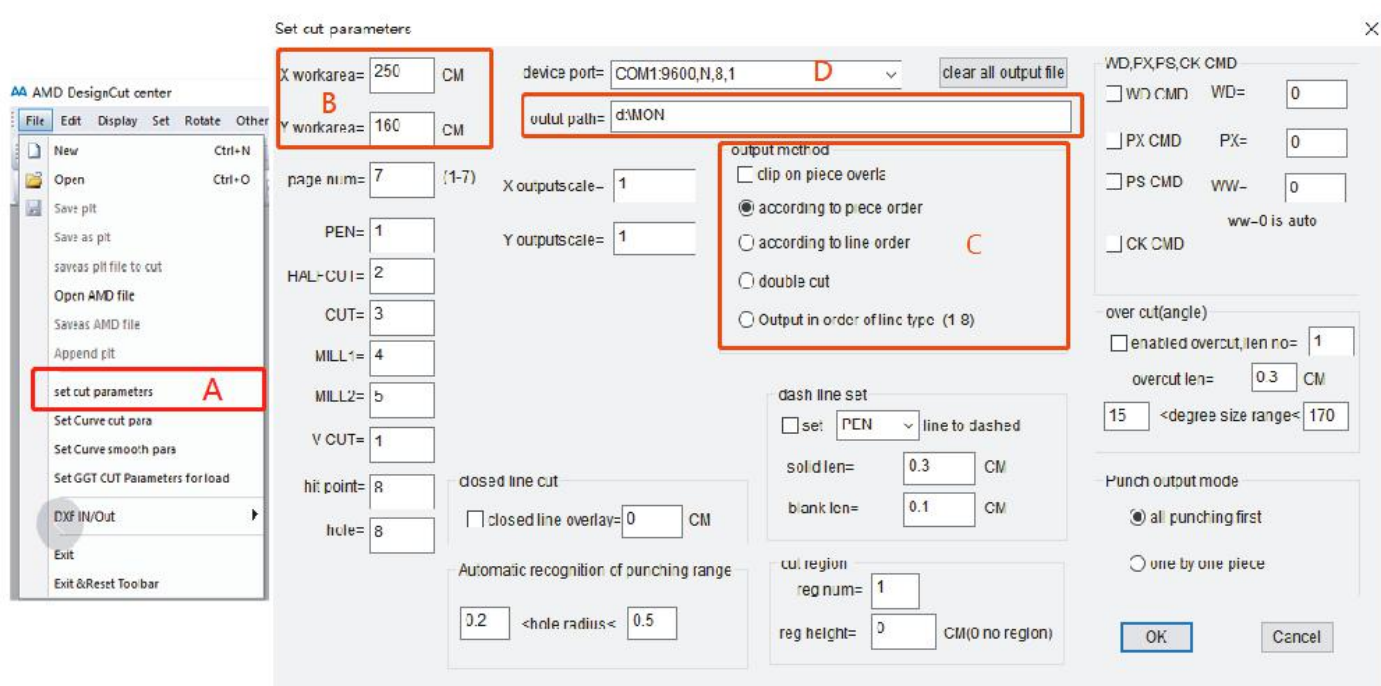 Set cut parameters
AMD DesignCut center
File Edit Display Set Rotate Other
New Ctrl+N
Open Ctrl+O
Save plt
Save as plt
saveas plt file to cut
Open AMD file
Saveas AMD file
Append plt
set cut parameters A
Set Curve cut para
Set Curve smooth para
Set GGT CUT Parameters for load
DXF IN/Out
Exit
Exit &Reset Toolbar
X workarea= 250 CM
B
Y workarea= 160 CM
page num= 7 (1-7)
PEN= 1
HALFCUT= 2
CUT= 3
MILL1= 4
MILL2= 5
V CUT= 1
hit point= 8
hole= 8
device port= COM1:9600,N,8,1 D
clear all output file
outut path= d:\MON
X outputscale= 1
Y outputscale= 1
output method
clip on piece overla
according to piece order
according to line order
C
double cut
Output in order of line type (1-8)
dash line set
set PEN line to dashed
solid len= 0.3 CM
blank len= 0.1 CM
closed line cut
closed line overlay= 0 CM
Automatic recognition of punching range
0.2 <hole radius< 0.5
cut region
reg num= 1
reg height= 0 CM(0 no region)
WD,PX,PS,CK CMD
WD CMD WD= 0
PX CMD PX= 0
PS CMD WW= 0
ww=0 is auto
CK CMD
over cut(angle)
enabled overcut,len no= 1
overcut len= 0.3 CM
15 <degree size range< 170
Punch output mode
all punching first
one by one piece
OK Cancel